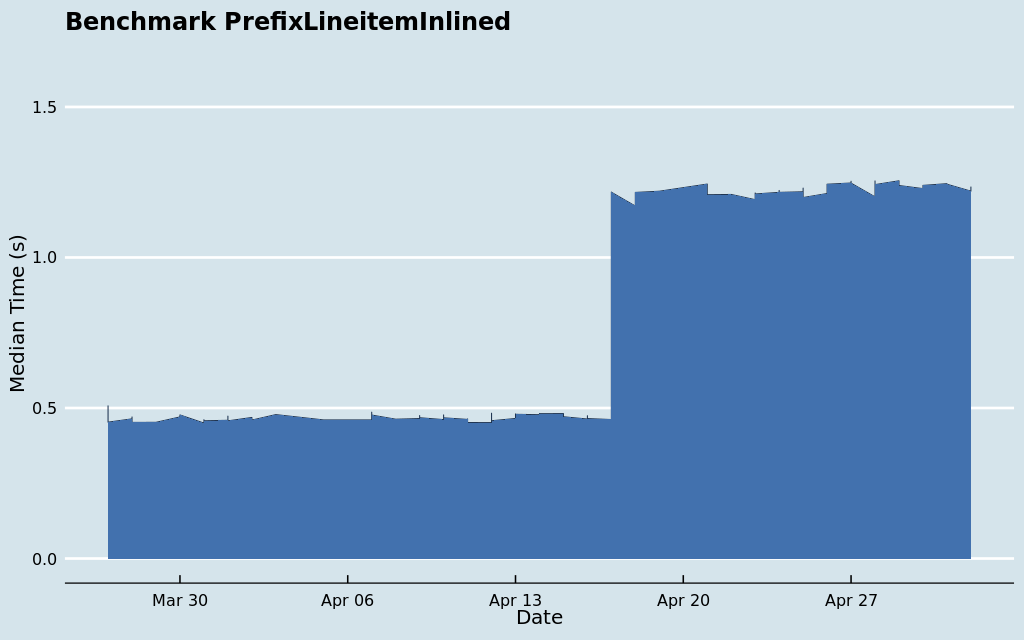 Benchmark PrefixLineitemInlined
Median Time (s)
1.5
1.0
0.5
0.0
Mar 30
Apr 06
Apr 13
Apr 20
Apr 27
Date